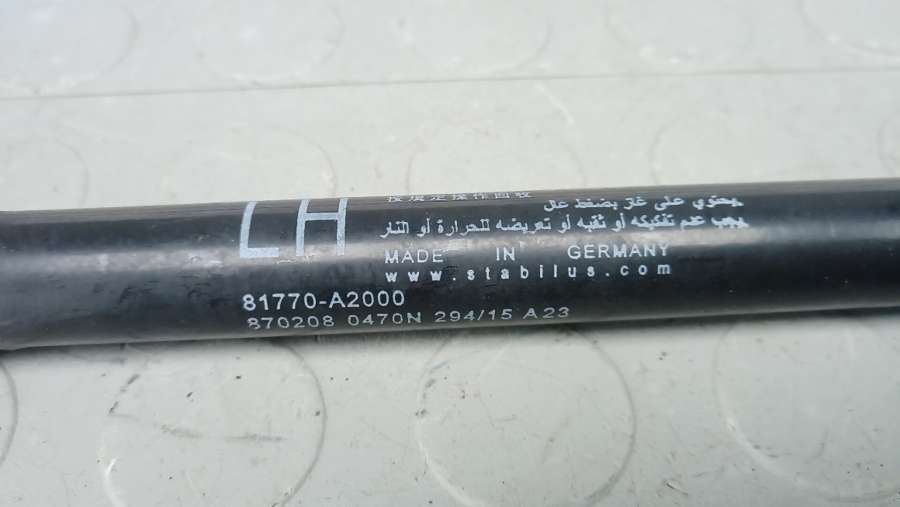 LH
يحتوي على غاز بضغط عال
يجب عدم تفكيكه أو ثقبه أو تعريضه للحرارة أو النار
MADE IN GERMANY
www.stabilus.com
81770-A2000
870208 0470N 294/15 A23